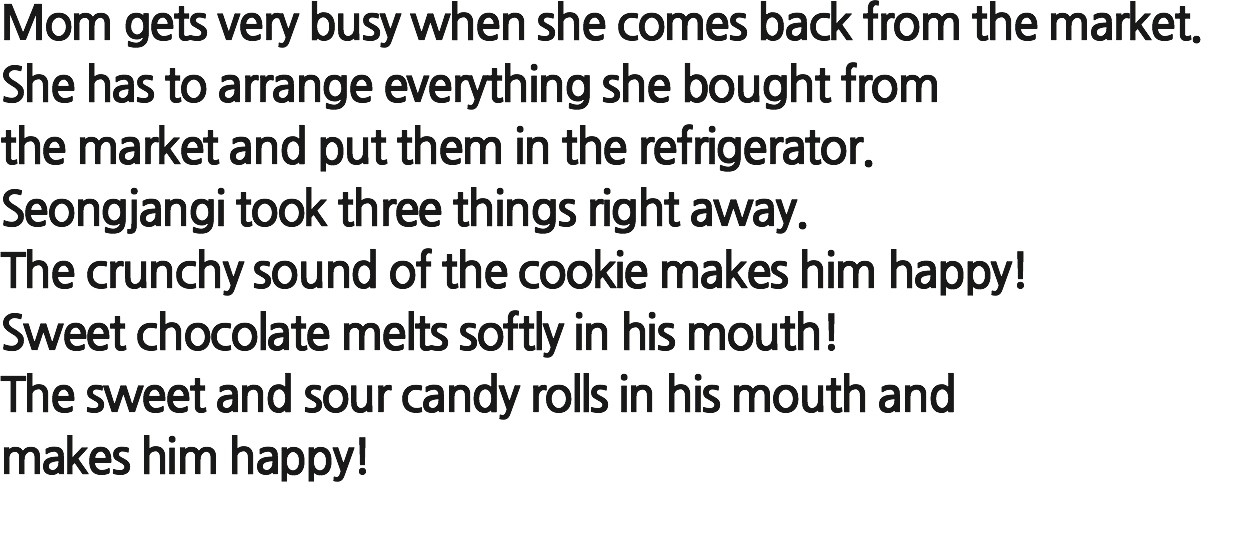 Mom gets very busy when she comes back from the market.
She has to arrange everything she bought from
the market and put them in the refrigerator.
Seongjangi took three things right away.
The crunchy sound of the cookie makes him happy!
Sweet chocolate melts softly in his mouth!
The sweet and sour candy rolls in his mouth and
makes him happy!